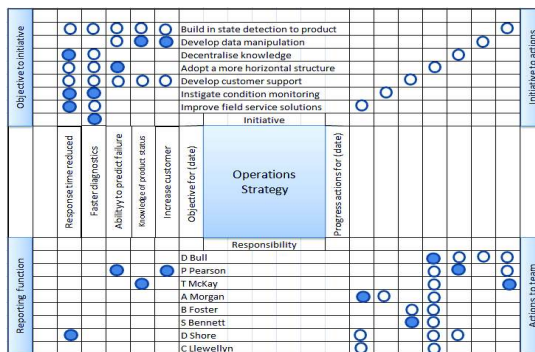 Objective to initiative
Build in state detection to product
Develop data manipulation
Decentralise knowledge
Adopt a more horizontal structure
Develop customer support
Instigate condition monitoring
Improve field service solutions
Initiative
Initiative to actions
Response time reduced
Faster diagnostics
Abilityy to predict failure
Knowledge of product status
Increase customer
Objective for (date)
Operations
Strategy
Progress actions for (date)
Responsibility
Reporting function
D Bull
P Pearson
T McKay
A Morgan
B Foster
S Bennett
D Shore
C Llewellyn
Actions to team